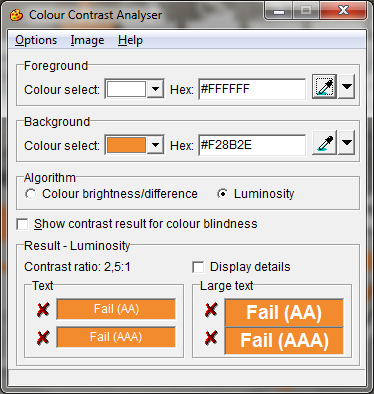 Colour Contrast Analyser
Options Image Help
Foreground
Colour select: Hex: #FFFFFF
Background
Colour select: Hex: #F28B2E
Algorithm
Colour brightness/difference Luminosity
Show contrast result for colour blindness
Result - Luminosity
Contrast ratio: 2,5:1 Display details
Text Large text
Fail (AA) Fail (AA)
Fail (AAA) Fail (AAA)